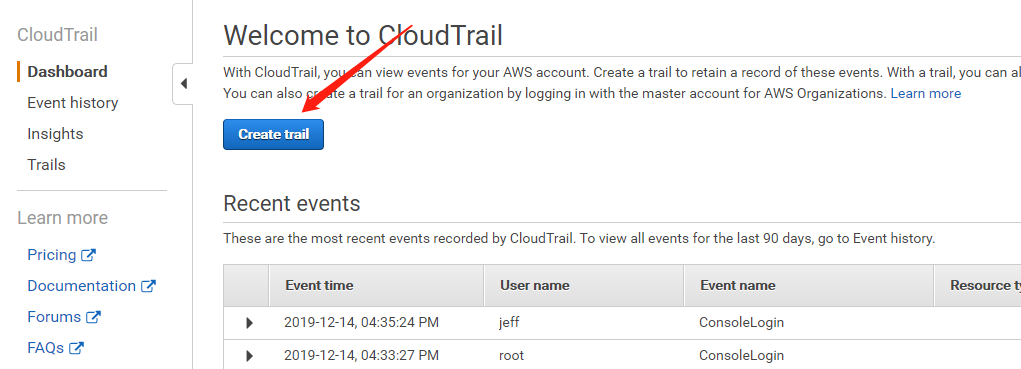 CloudTrail
Dashboard
Event history
Insights
Trails
Learn more
Pricing
Documentation
Forums
FAQs
Welcome to CloudTrail
With CloudTrail, you can view events for your AWS account. Create a trail to retain a record of these events. With a trail, you can al
You can also create a trail for an organization by logging in with the master account for AWS Organizations. Learn more
Create trail
Recent events
These are the most recent events recorded by CloudTrail. To view all events for the last 90 days, go to Event history.
Event time User name Event name Resource ty
2019-12-14, 04:35:24 PM jeff ConsoleLogin
2019-12-14, 04:33:27 PM root ConsoleLogin